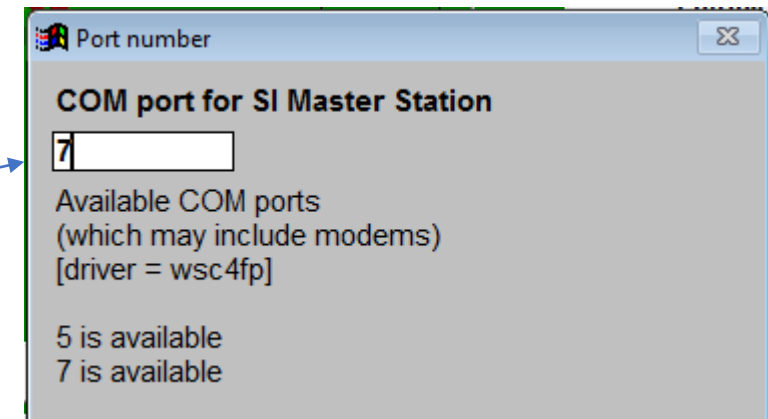 Port number
COM port for SI Master Station
7
Available COM ports
(which may include modems)
[driver = wsc4fp]
5 is available
7 is available